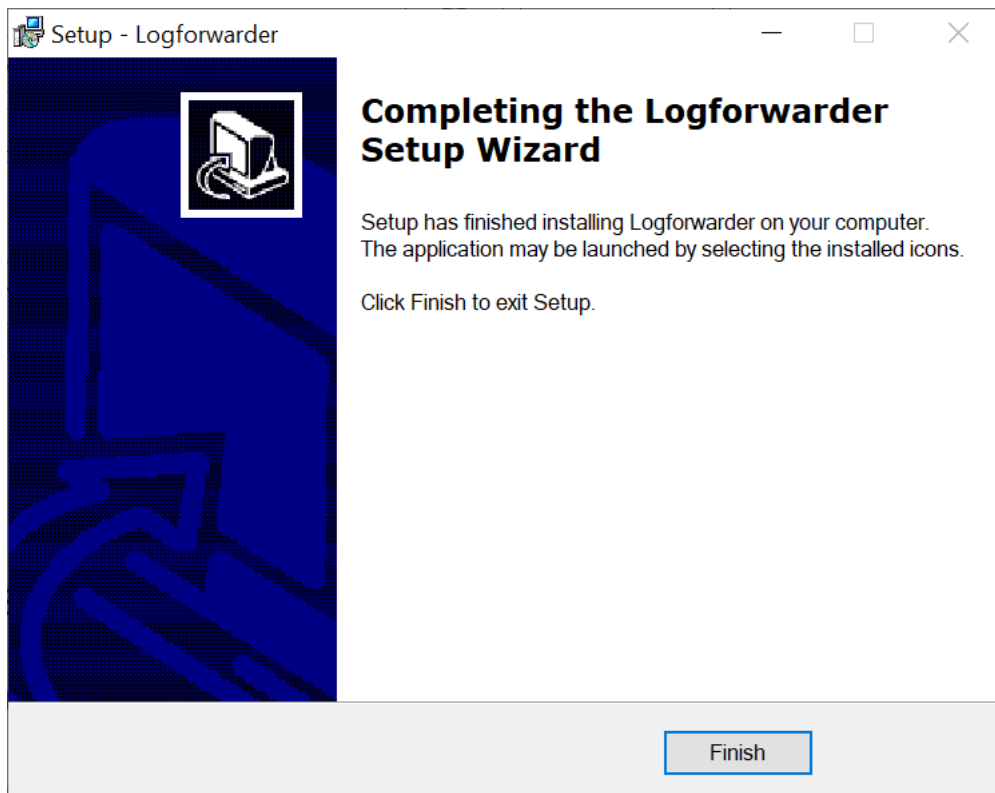 Setup - Logforwarder
Completing the Logforwarder
Setup Wizard
Setup has finished installing Logforwarder on your computer.
The application may be launched by selecting the installed icons.
Click Finish to exit Setup.
Finish